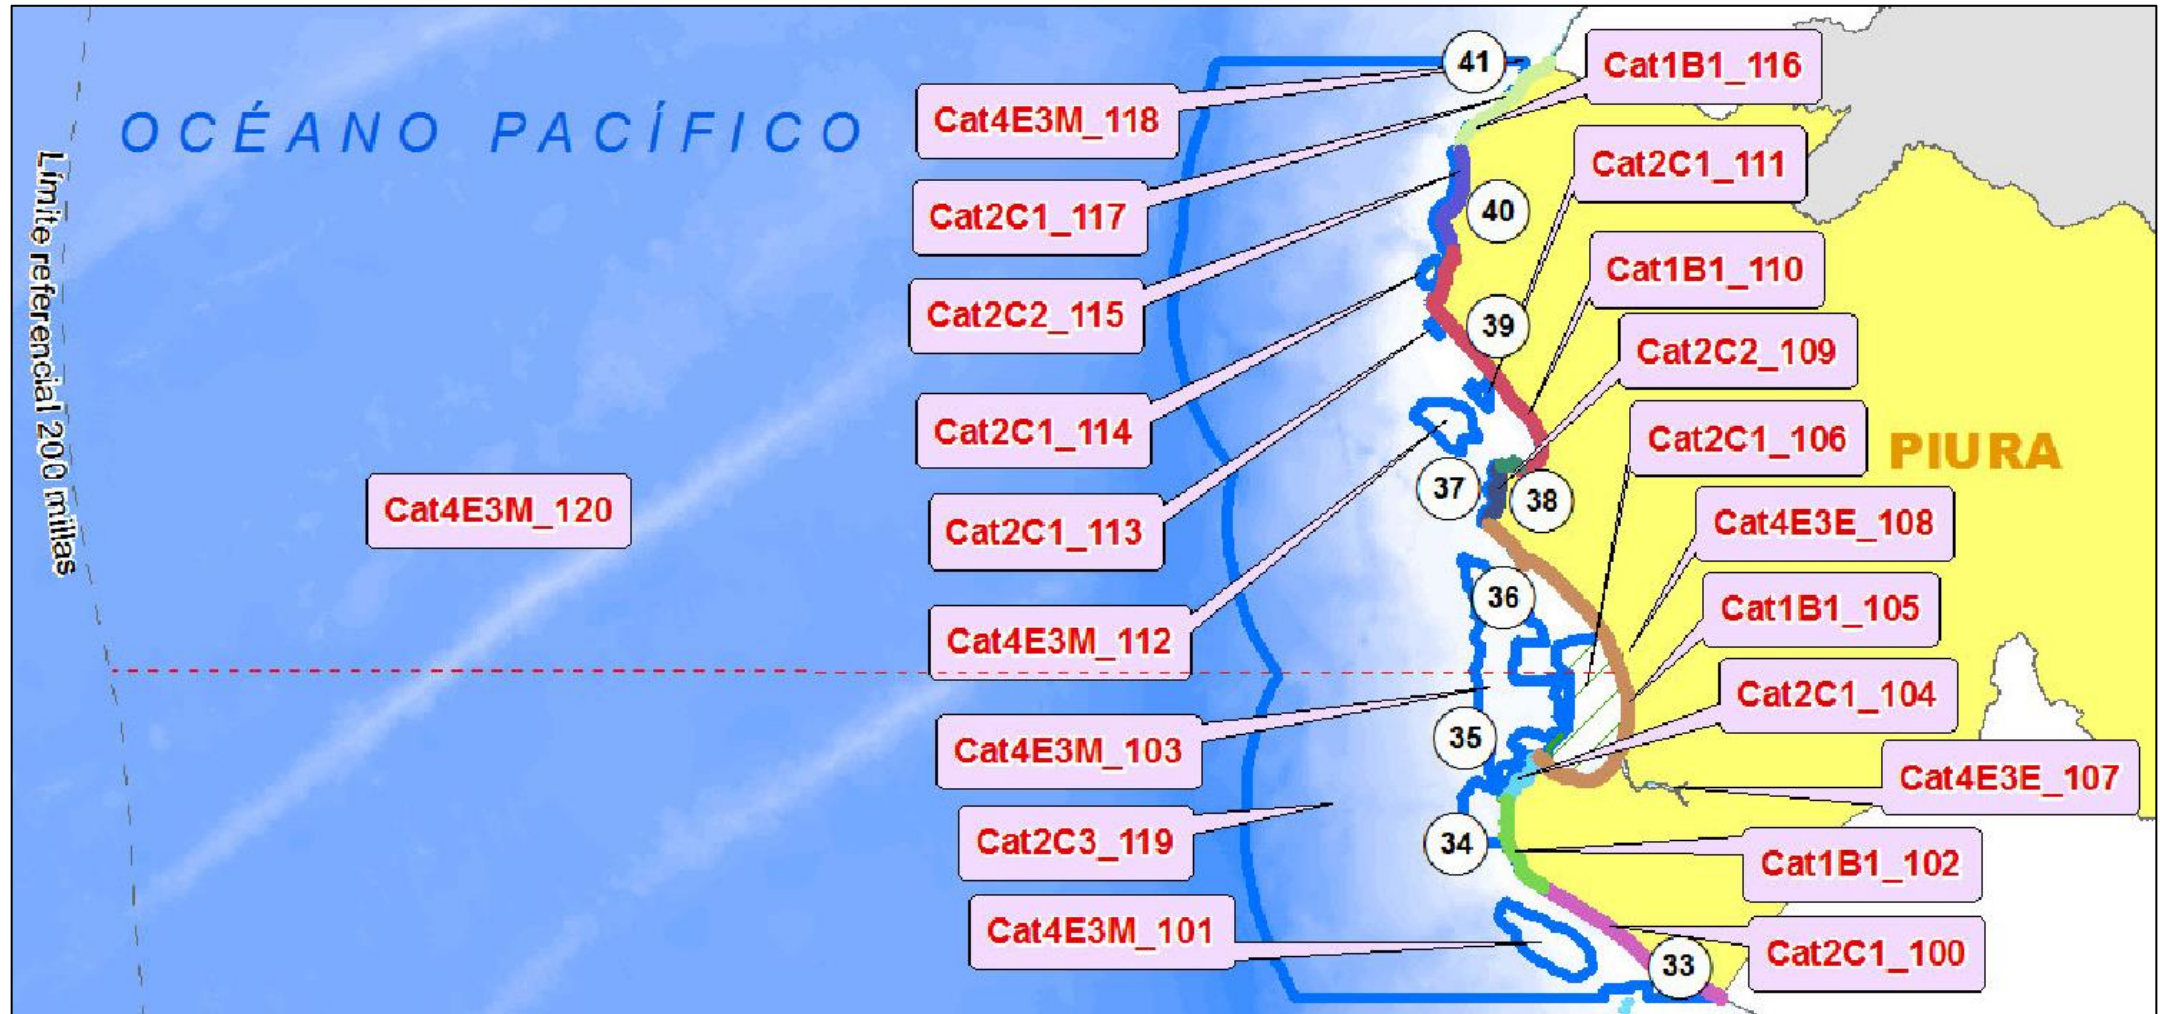 OCÉANO PACÍFICO
Límite referencial 200 millas
41
Cat1B1_116
Cat4E3M_118
Cat2C1_111
Cat2C1_117
40
Cat1B1_110
Cat2C2_115
39
Cat2C2_109
Cat2C1_114
Cat2C1_106
PIURA
37
38
Cat4E3M_120
Cat2C1_113
Cat4E3E_108
36
Cat1B1_105
Cat4E3M_112
Cat2C1_104
35
Cat4E3M_103
Cat4E3E_107
Cat2C3_119
34
Cat1B1_102
Cat4E3M_101
Cat2C1_100
33